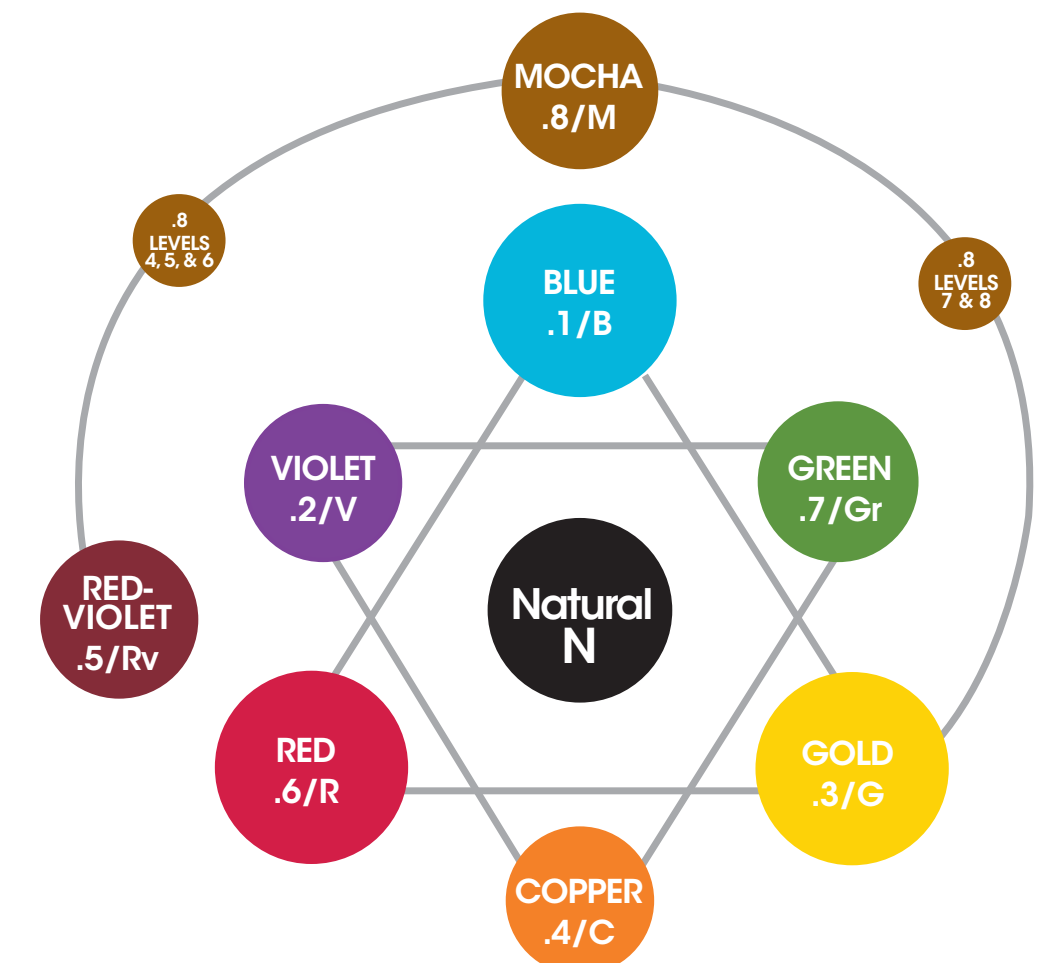 MOCHA
.8/M
.8
LEVELS
4, 5, & 6
.8
LEVELS
7 & 8
BLUE
.1/B
VIOLET
.2/V
GREEN
.7/Gr
Natural
N
RED-
VIOLET
.5/Rv
RED
.6/R
GOLD
.3/G
COPPER
.4/C